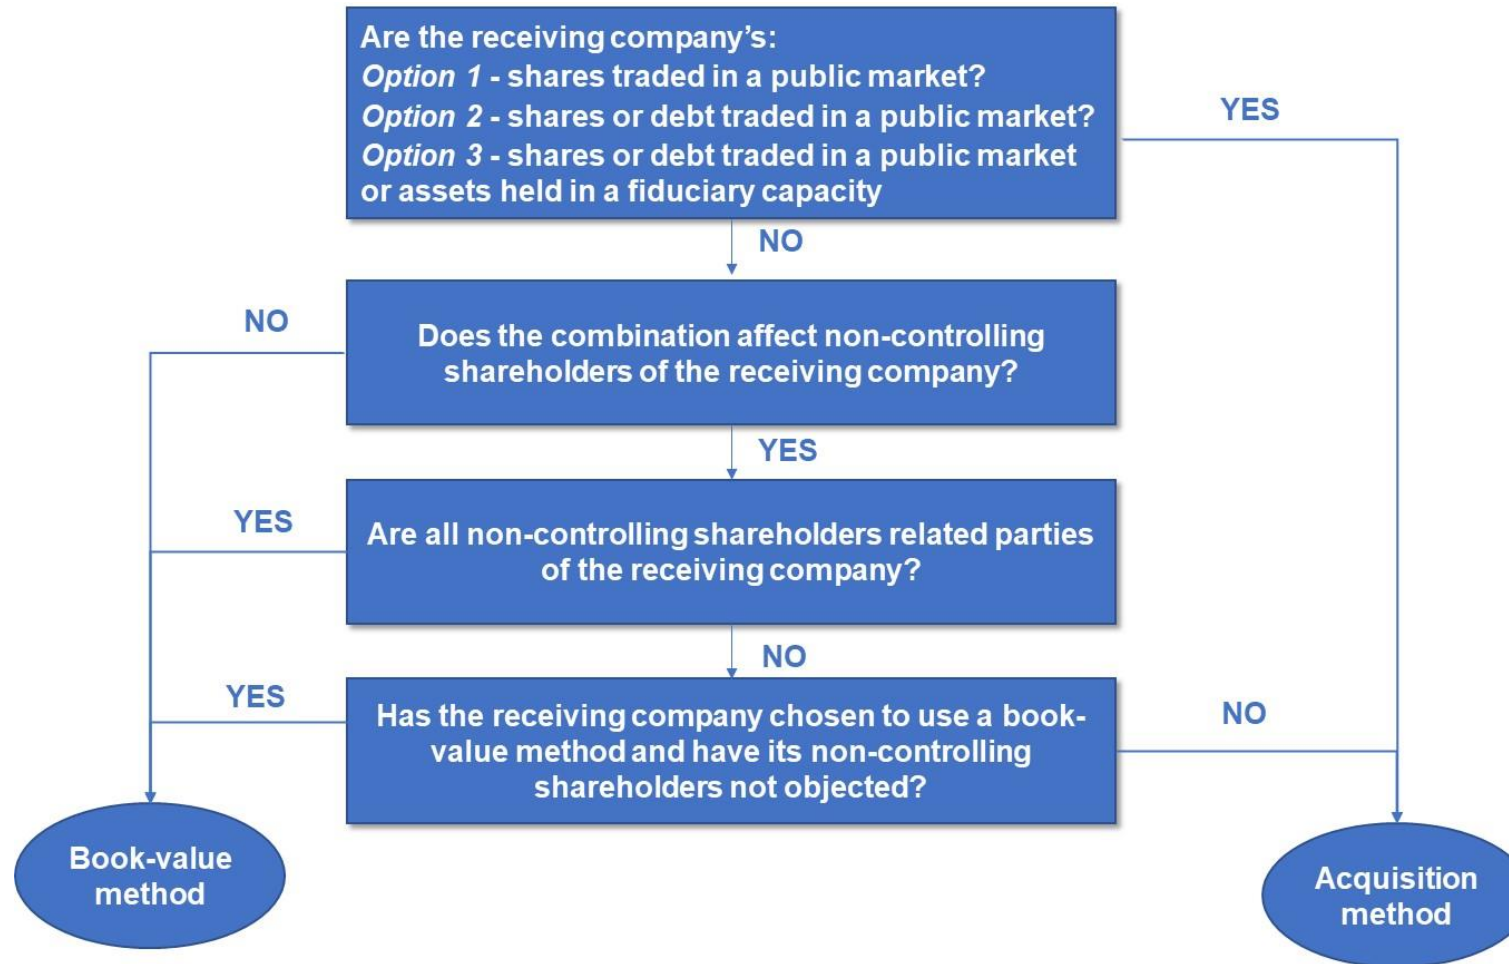 Are the receiving company’s:
Option 1 - shares traded in a public market?
Option 2 - shares or debt traded in a public market?
Option 3 - shares or debt traded in a public market
or assets held in a fiduciary capacity
YES
NO
NO
Does the combination affect non-controlling
shareholders of the receiving company?
YES
YES
Are all non-controlling shareholders related parties
of the receiving company?
NO
YES
Has the receiving company chosen to use a book-
value method and have its non-controlling
shareholders not objected?
NO
Book-value
method
Acquisition
method